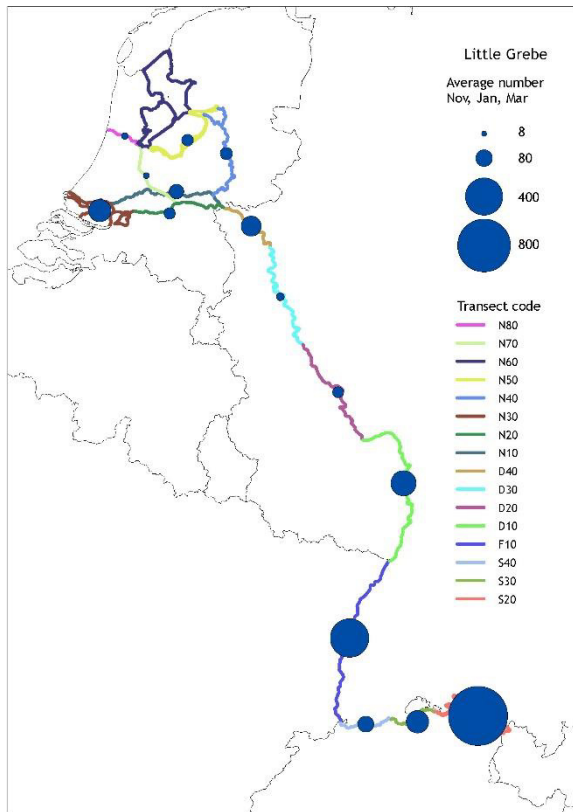 Little Grebe
Average number
Nov, Jan, Mar
8
80
400
800
Transect code
N80
N70
N60
N50
N40
N30
N20
N10
D40
D30
D20
D10
F10
S40
S30
S20